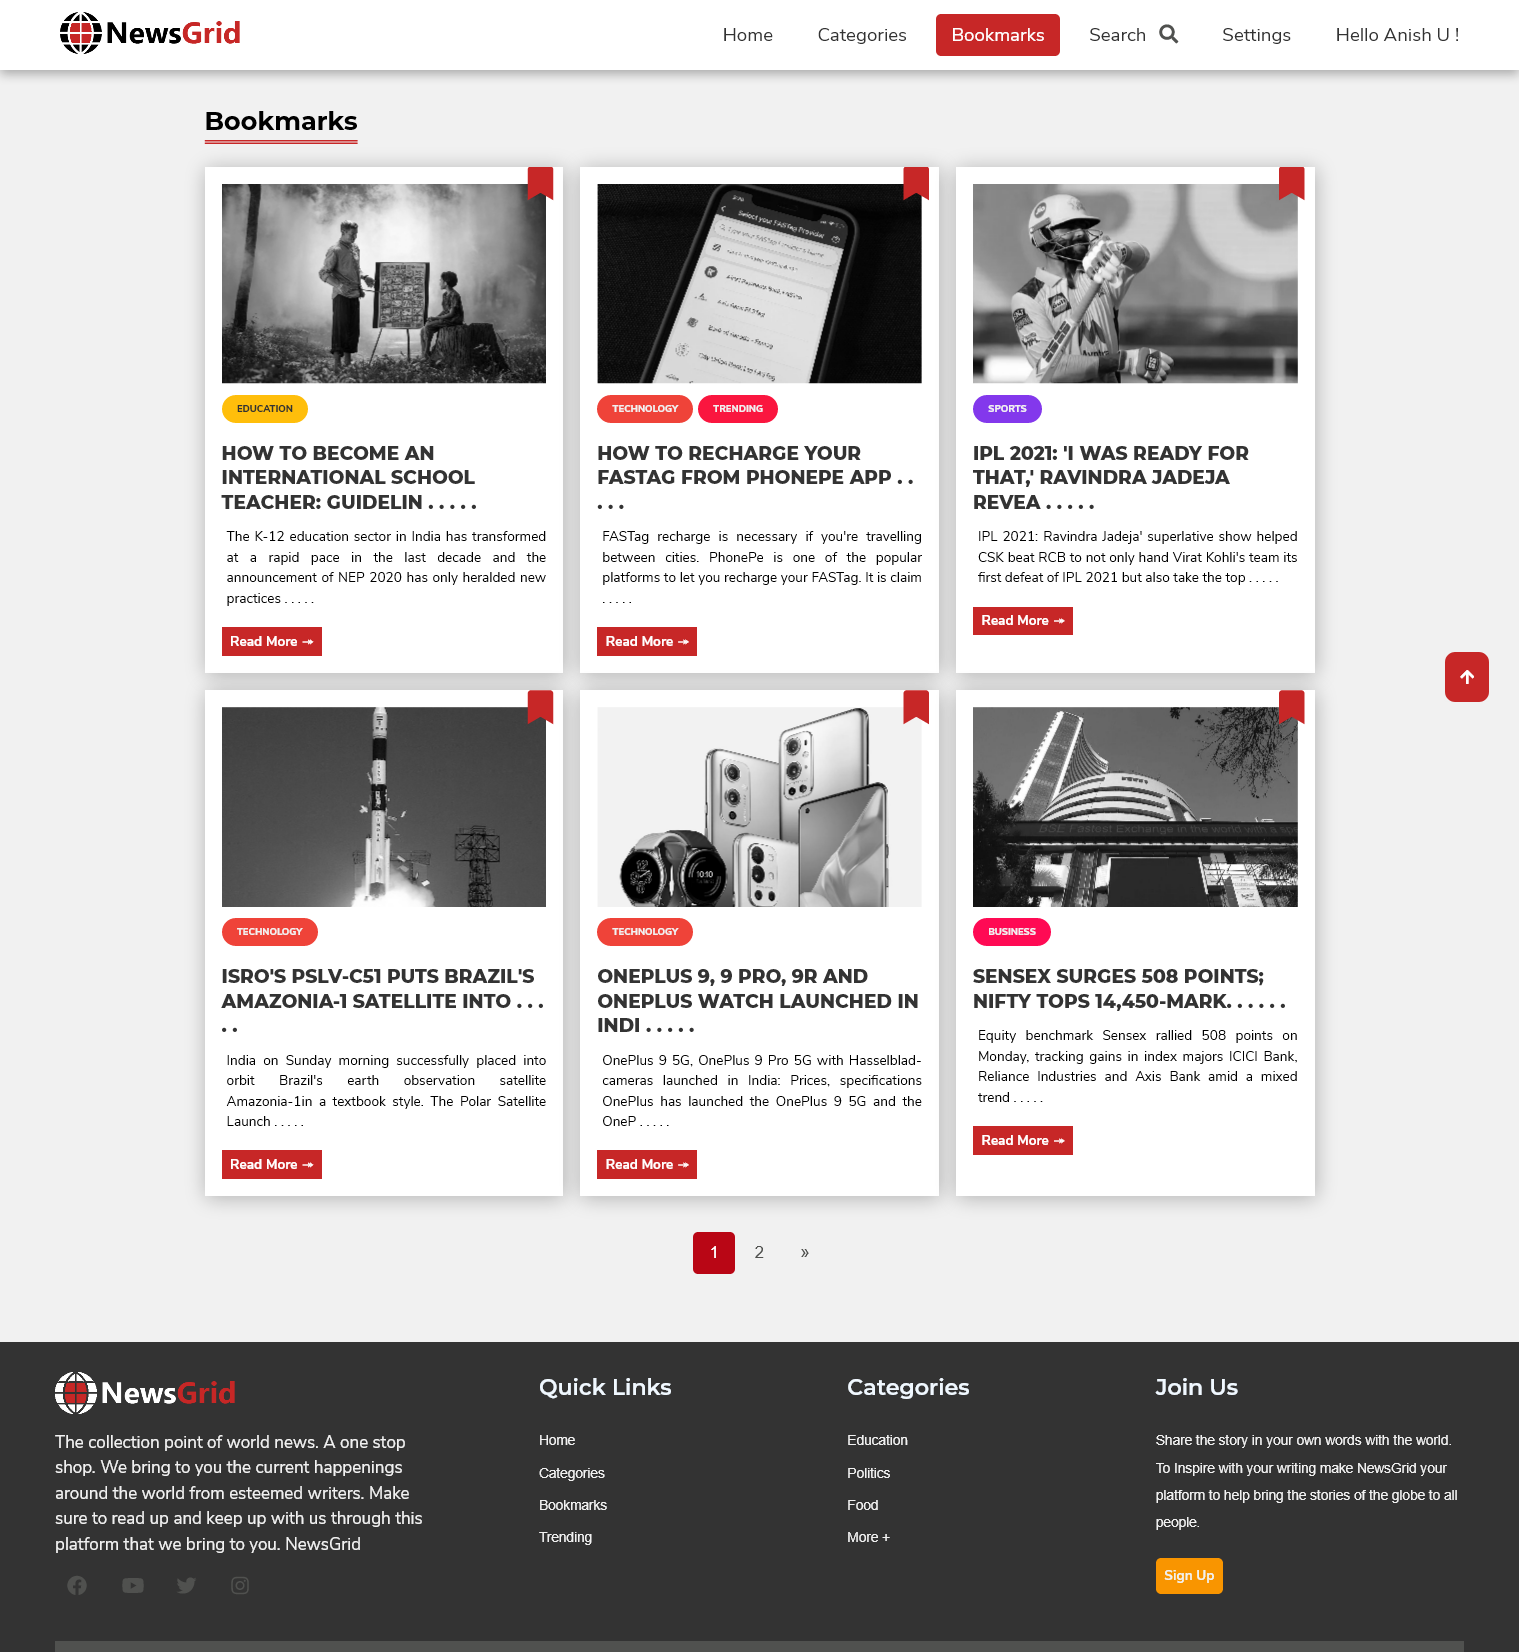 NewsGrid
Home Categories Bookmarks Search Settings Hello Anish U !
Bookmarks
Select your FASTag Provider
EDUCATION
HOW TO BECOME AN
INTERNATIONAL SCHOOL
TEACHER: GUIDELIN . . . . .
The K-12 education sector in India has transformed
at a rapid pace in the last decade and the
announcement of NEP 2020 has only heralded new
practices . . . . .
Read More ➛
TECHNOLOGY TRENDING
HOW TO RECHARGE YOUR
FASTAG FROM PHONEPE APP . .
. . .
FASTag recharge is necessary if you're travelling
between cities. PhonePe is one of the popular
platforms to let you recharge your FASTag. It is claim
. . . . .
Read More ➛
SPORTS
IPL 2021: 'I WAS READY FOR
THAT,' RAVINDRA JADEJA
REVEA . . . . .
IPL 2021: Ravindra Jadeja' superlative show helped
CSK beat RCB to not only hand Virat Kohli's team its
first defeat of IPL 2021 but also take the top . . . . .
Read More ➛
TECHNOLOGY
ISRO'S PSLV-C51 PUTS BRAZIL'S
AMAZONIA-1 SATELLITE INTO . . .
. .
India on Sunday morning successfully placed into
orbit Brazil's earth observation satellite
Amazonia-1in a textbook style. The Polar Satellite
Launch . . . . .
Read More ➛
10:10
TECHNOLOGY
ONEPLUS 9, 9 PRO, 9R AND
ONEPLUS WATCH LAUNCHED IN
INDI . . . . .
OnePlus 9 5G, OnePlus 9 Pro 5G with Hasselblad-
cameras launched in India: Prices, specifications
OnePlus has launched the OnePlus 9 5G and the
OneP . . . . .
Read More ➛
BSE Fastest Exchange in the world with a
BUSINESS
SENSEX SURGES 508 POINTS;
NIFTY TOPS 14,450-MARK. . . . . .
Equity benchmark Sensex rallied 508 points on
Monday, tracking gains in index majors ICICI Bank,
Reliance Industries and Axis Bank amid a mixed
trend . . . . .
Read More ➛
1 2 »
NewsGrid
The collection point of world news. A one stop
shop. We bring to you the current happenings
around the world from esteemed writers. Make
sure to read up and keep up with us through this
platform that we bring to you. NewsGrid
Quick Links
Home
Categories
Bookmarks
Trending
Categories
Education
Politics
Food
More +
Join Us
Share the story in your own words with the world.
To Inspire with your writing make NewsGrid your
platform to help bring the stories of the globe to all
people.
Sign Up